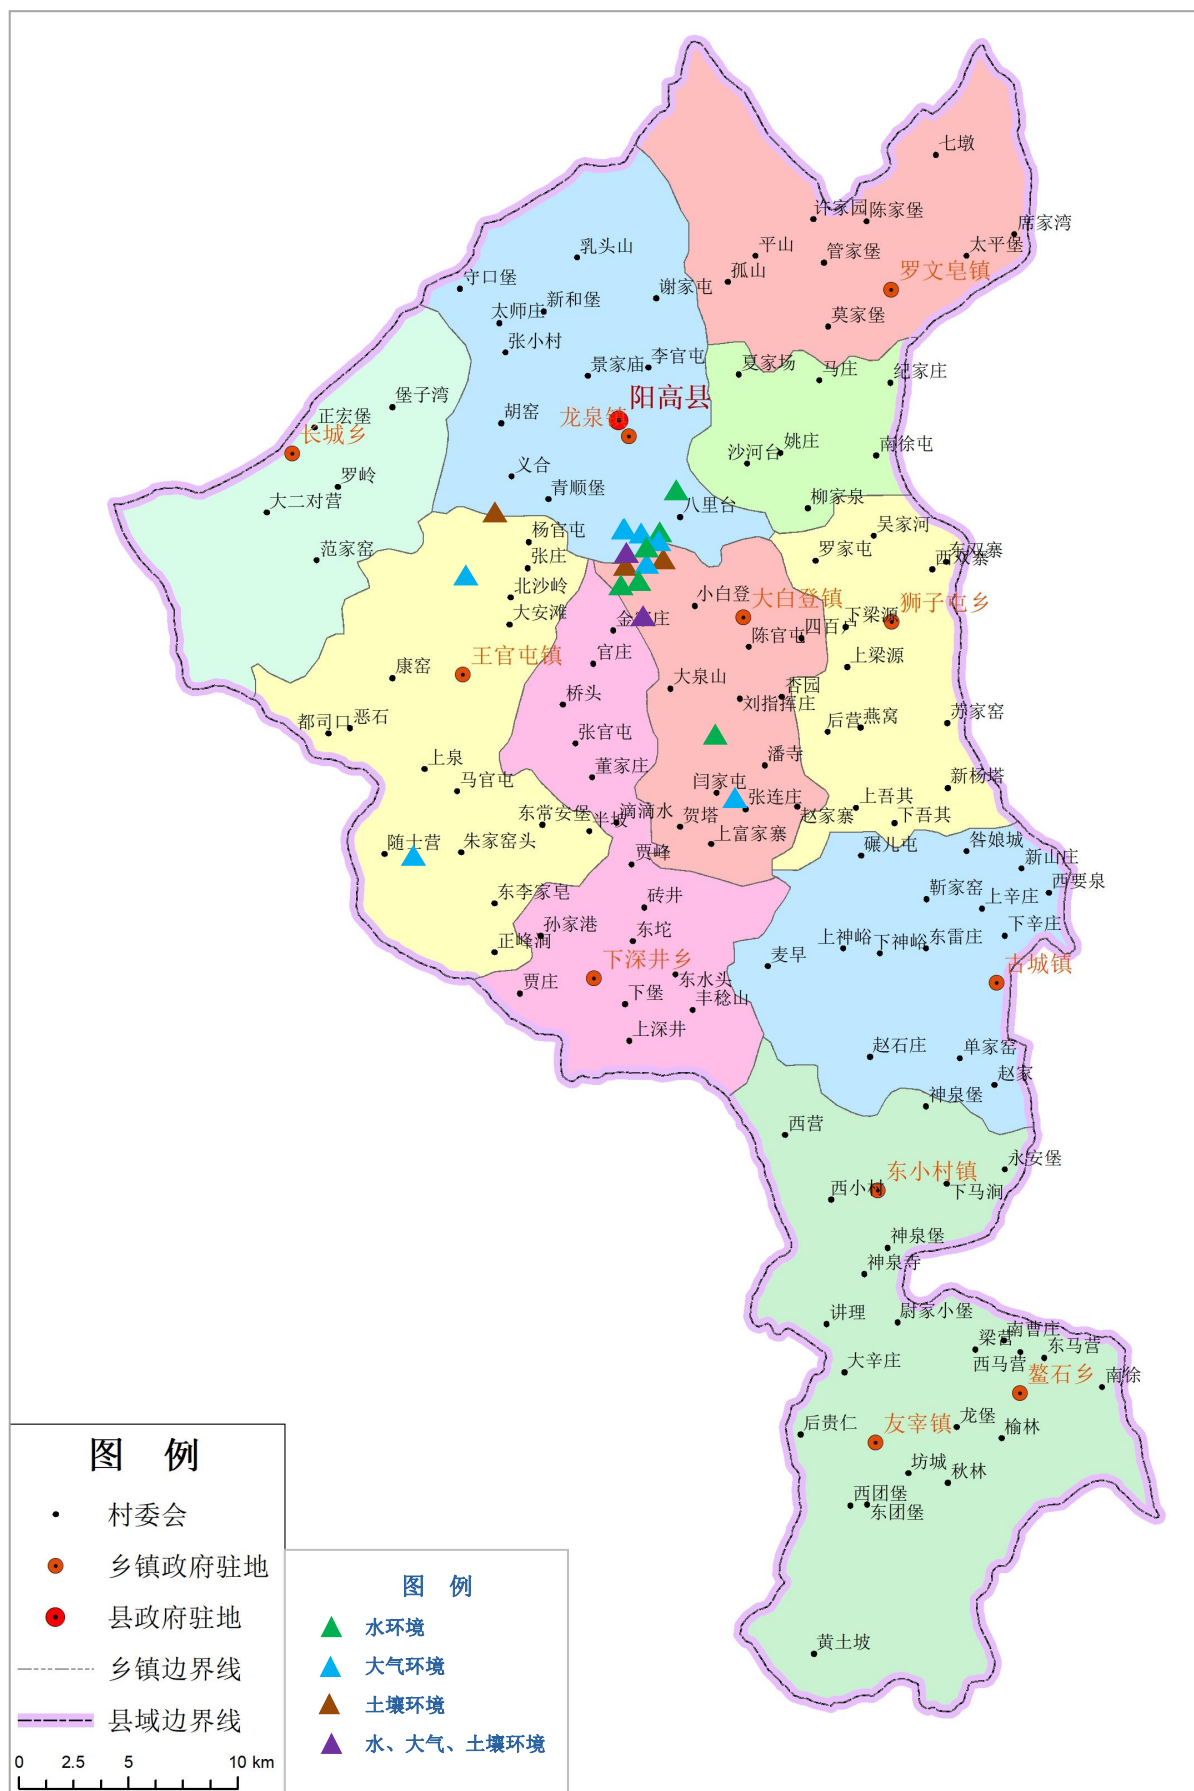 七墩
许家园
陈家堡
席家湾
平山
管家堡
太平堡
乳头山
孤山
罗文皂镇
守口堡
新和堡
谢家屯
太师庄
莫家堡
张小村
景家庙
李官屯
夏家场
马庄
纪家庄
堡子湾
阳高县
正宏堡
胡窑
龙泉镇
长城乡
姚庄
南徐屯
沙河台
罗岭
义合
大二对营
青顺堡
八里台
柳家泉
吴家河
杨官屯
范家窑
张庄
罗家屯
东双寨
西双寨
北沙岭
小白登
大白登镇
狮子屯乡
大安滩
金家庄
四百户
下梁源
陈官屯
王官屯镇
官庄
上梁源
康窑
大泉山
杏园
桥头
刘指挥庄
都司口
恶石
后营
燕窝
苏家窑
张官屯
上泉
潘寺
马官屯
董家庄
闫家屯
新杨塔
张连庄
上吾其
东常安堡
半坡
滴滴水
贺塔
赵家寨
下吾其
随士营
朱家窑头
上富家寨
碾儿屯
咎娘城
贾峰
新山庄
东李家皂
砖井
靳家窑
上辛庄
西要泉
孙家港
东坨
正峰涧
上神峪
下神峪
东雷庄
下辛庄
下深井乡
麦早
古城镇
贾庄
下堡
东水头
丰稔山
上深井
赵石庄
单家窑
赵家
神泉堡
西营
永安堡
东小村镇
西小村
下马涧
神泉堡
神泉寺
讲理
尉家小堡
南曹庄
梁营
东马营
西马营
大辛庄
鳌石乡
南徐
后贵仁
友宰镇
龙堡
榆林
坊城
秋林
西团堡
东团堡
黄土坡
图 例
村委会
乡镇政府驻地
县政府驻地
乡镇边界线
县域边界线
0 2.5 5 10 km
图 例
水环境
大气环境
土壤环境
水、大气、土壤环境